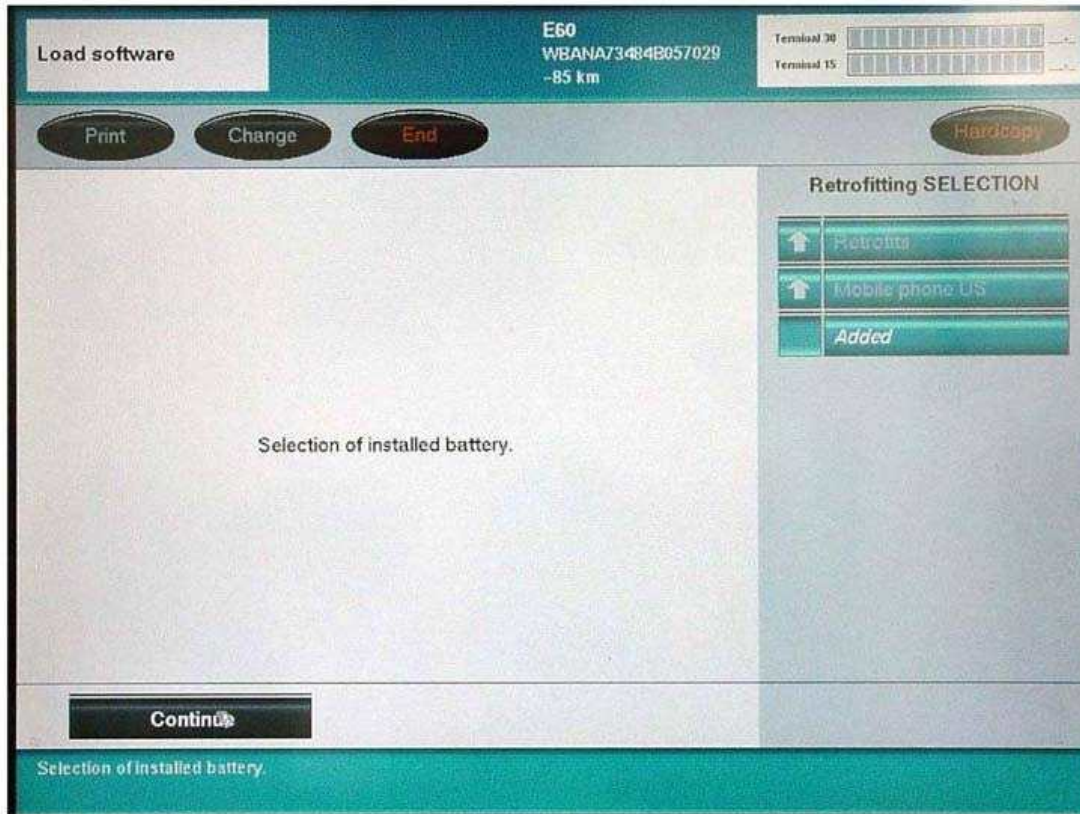 Load software
E60
WBANA73484B057029
-85 km
Terminal 30
Terminal 15
Print
Change
End
Hardcopy
Retrofitting SELECTION
Retrofits
Mobile phone US
Added
Selection of installed battery.
Continue
Selection of installed battery.